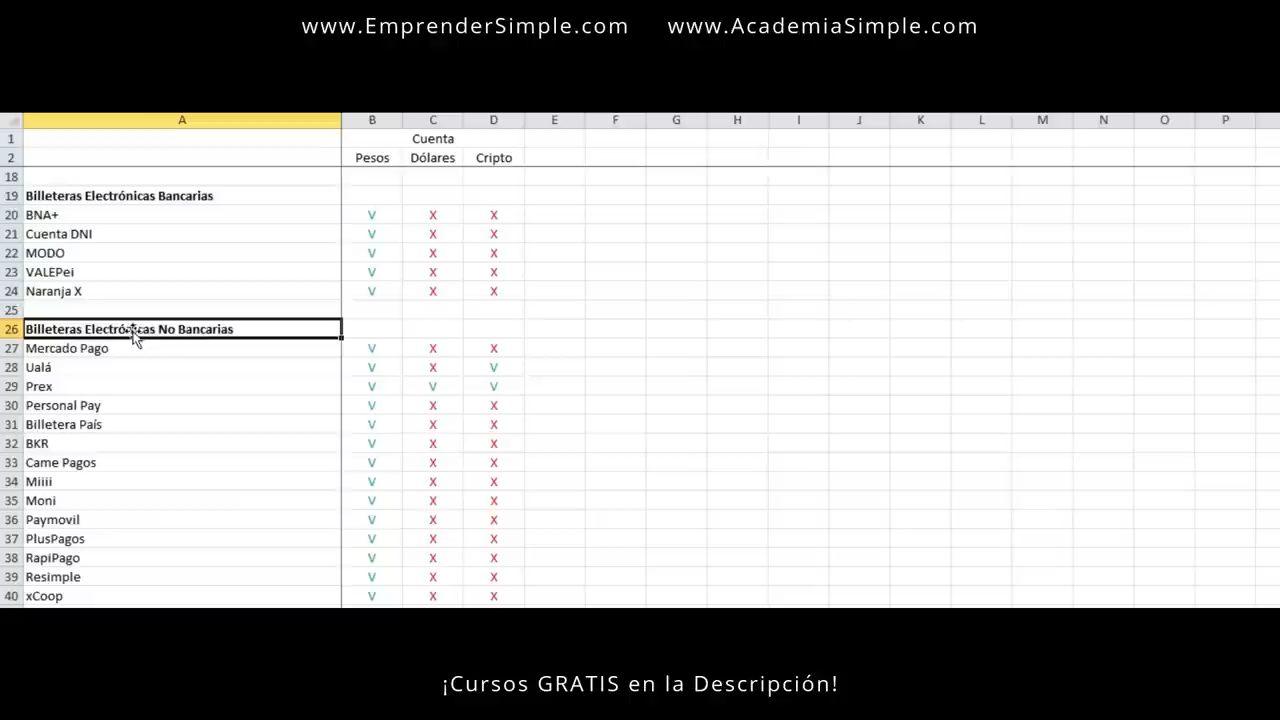 www.EmprenderSimple.com www.AcademiaSimple.com
A B C D E F G H I J K L M N O P
1 Cuenta
2 Pesos Dólares Cripto
18
19 Billeteras Electrónicas Bancarias
20 BNA+ V X X
21 Cuenta DNI V X X
22 MODO V X X
23 VALEPei V X X
24 Naranja X V X X
25
26 Billeteras Electrónicas No Bancarias
27 Mercado Pago V X X
28 Ualá V X V
29 Prex V V V
30 Personal Pay V X X
31 Billetera País V X X
32 BKR V X X
33 Came Pagos V X X
34 Miiii V X X
35 Moni V X X
36 Paymovil V X X
37 PlusPagos V X X
38 RapiPago V X X
39 Resimple V X X
40 xCoop V X X
¡Cursos GRATIS en la Descripción!